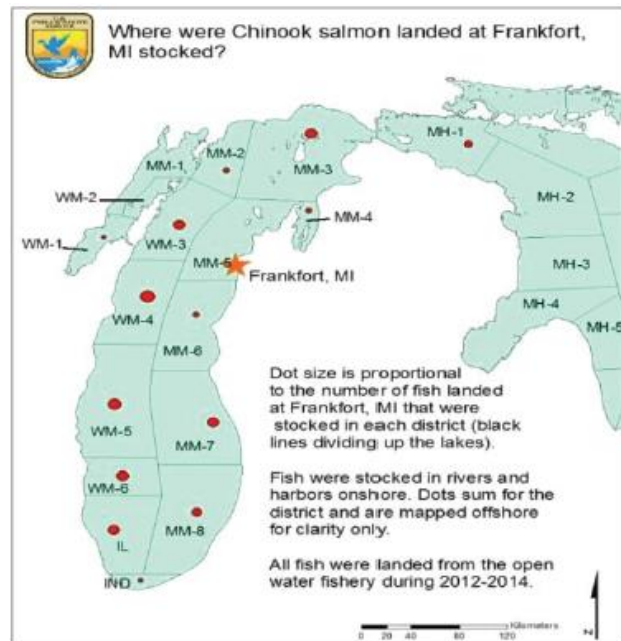 Where were Chinook salmon landed at Frankfort,
MI stocked?
MH-1
MM-1
MM-2
MM-3
MH-2
WM-2
MM-4
WM-1
WM-3
MM-5
Frankfort, MI
MH-3
WM-4
MH-4
MH-5
MM-6
Dot size is proportional
to the number of fish landed
at Frankfort, MI that were
stocked in each district (black
lines dividing up the lakes).
WM-5
MM-7
WM-6
Fish were stocked in rivers and
harbors onshore. Dots sum for the
district and are mapped offshore
for clarity only.
MM-8
IL
IND
All fish were landed from the open
water fishery during 2012-2014.
Kilometers
0 20 40 80 120
N